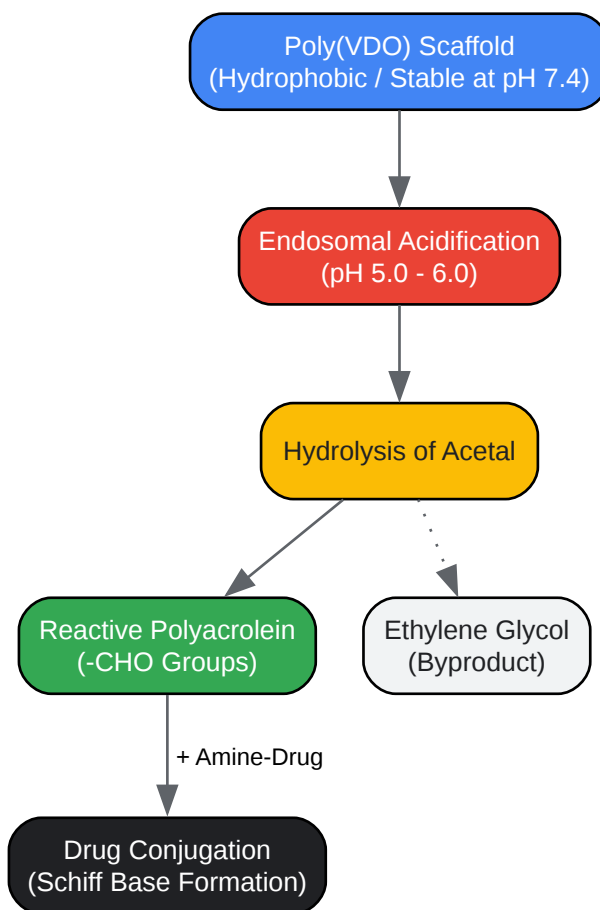 Poly(VDO) Scaffold
(Hydrophobic / Stable at pH 7.4)
Endosomal Acidification
(pH 5.0 - 6.0)
Hydrolysis of Acetal
Reactive Polyacrolein
(-CHO Groups)
Ethylene Glycol
(Byproduct)
+ Amine-Drug
Drug Conjugation
(Schiff Base Formation)